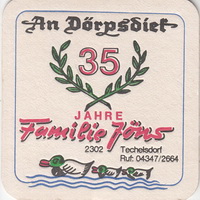 An Dörpsdiek
35
JAHRE
Familie Jöns
2302 Techelsdorf
Ruf: 04347/2664